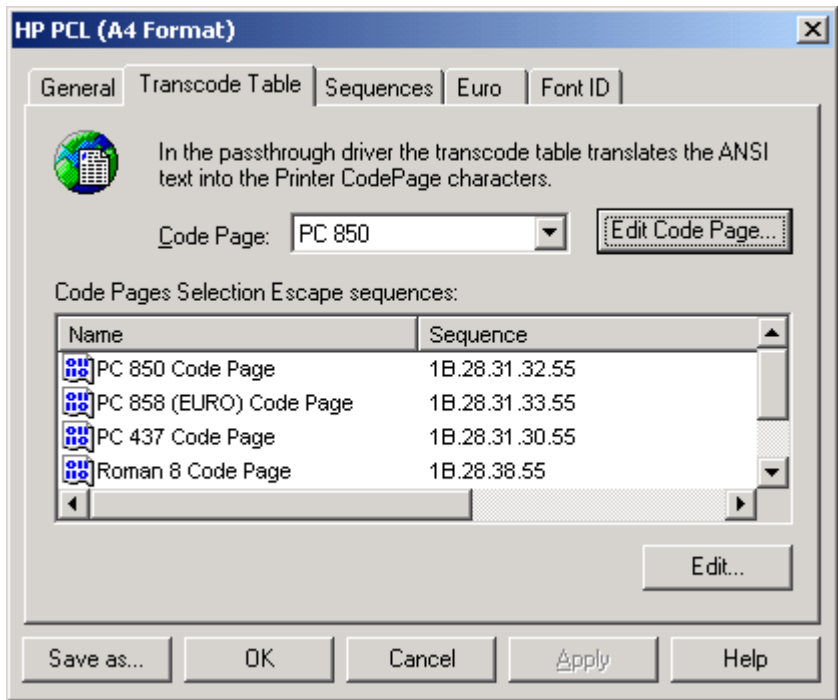 HP PCL (A4 Format)
General Transcode Table Sequences Euro Font ID
In the passthrough driver the transcode table translates the ANSI
text into the Printer CodePage characters.
Code Page: PC 850 Edit Code Page...
Code Pages Selection Escape sequences:
Name Sequence
PC 850 Code Page 1B.28.31.32.55
PC 858 (EURO) Code Page 1B.28.31.33.55
PC 437 Code Page 1B.28.31.30.55
Roman 8 Code Page 1B.28.38.55
Edit...
Save as... OK Cancel Apply Help